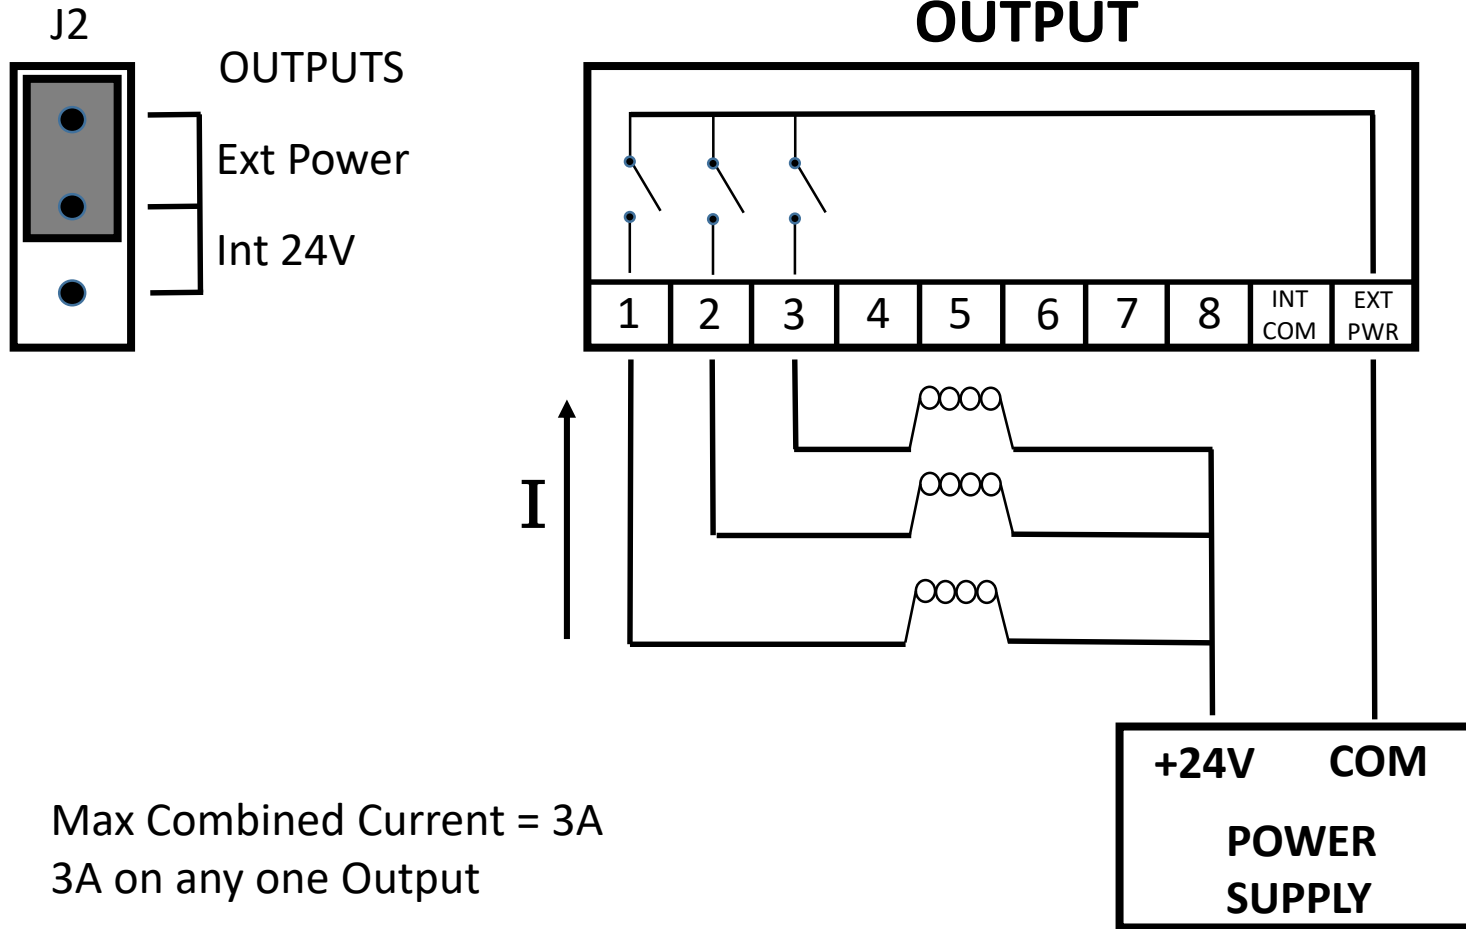 J2
OUTPUTS
Ext Power
Int 24V
OUTPUT
1 2 3 4 5 6 7 8 INT COM EXT PWR
I
+24V COM
POWER
SUPPLY
Max Combined Current = 3A
3A on any one Output